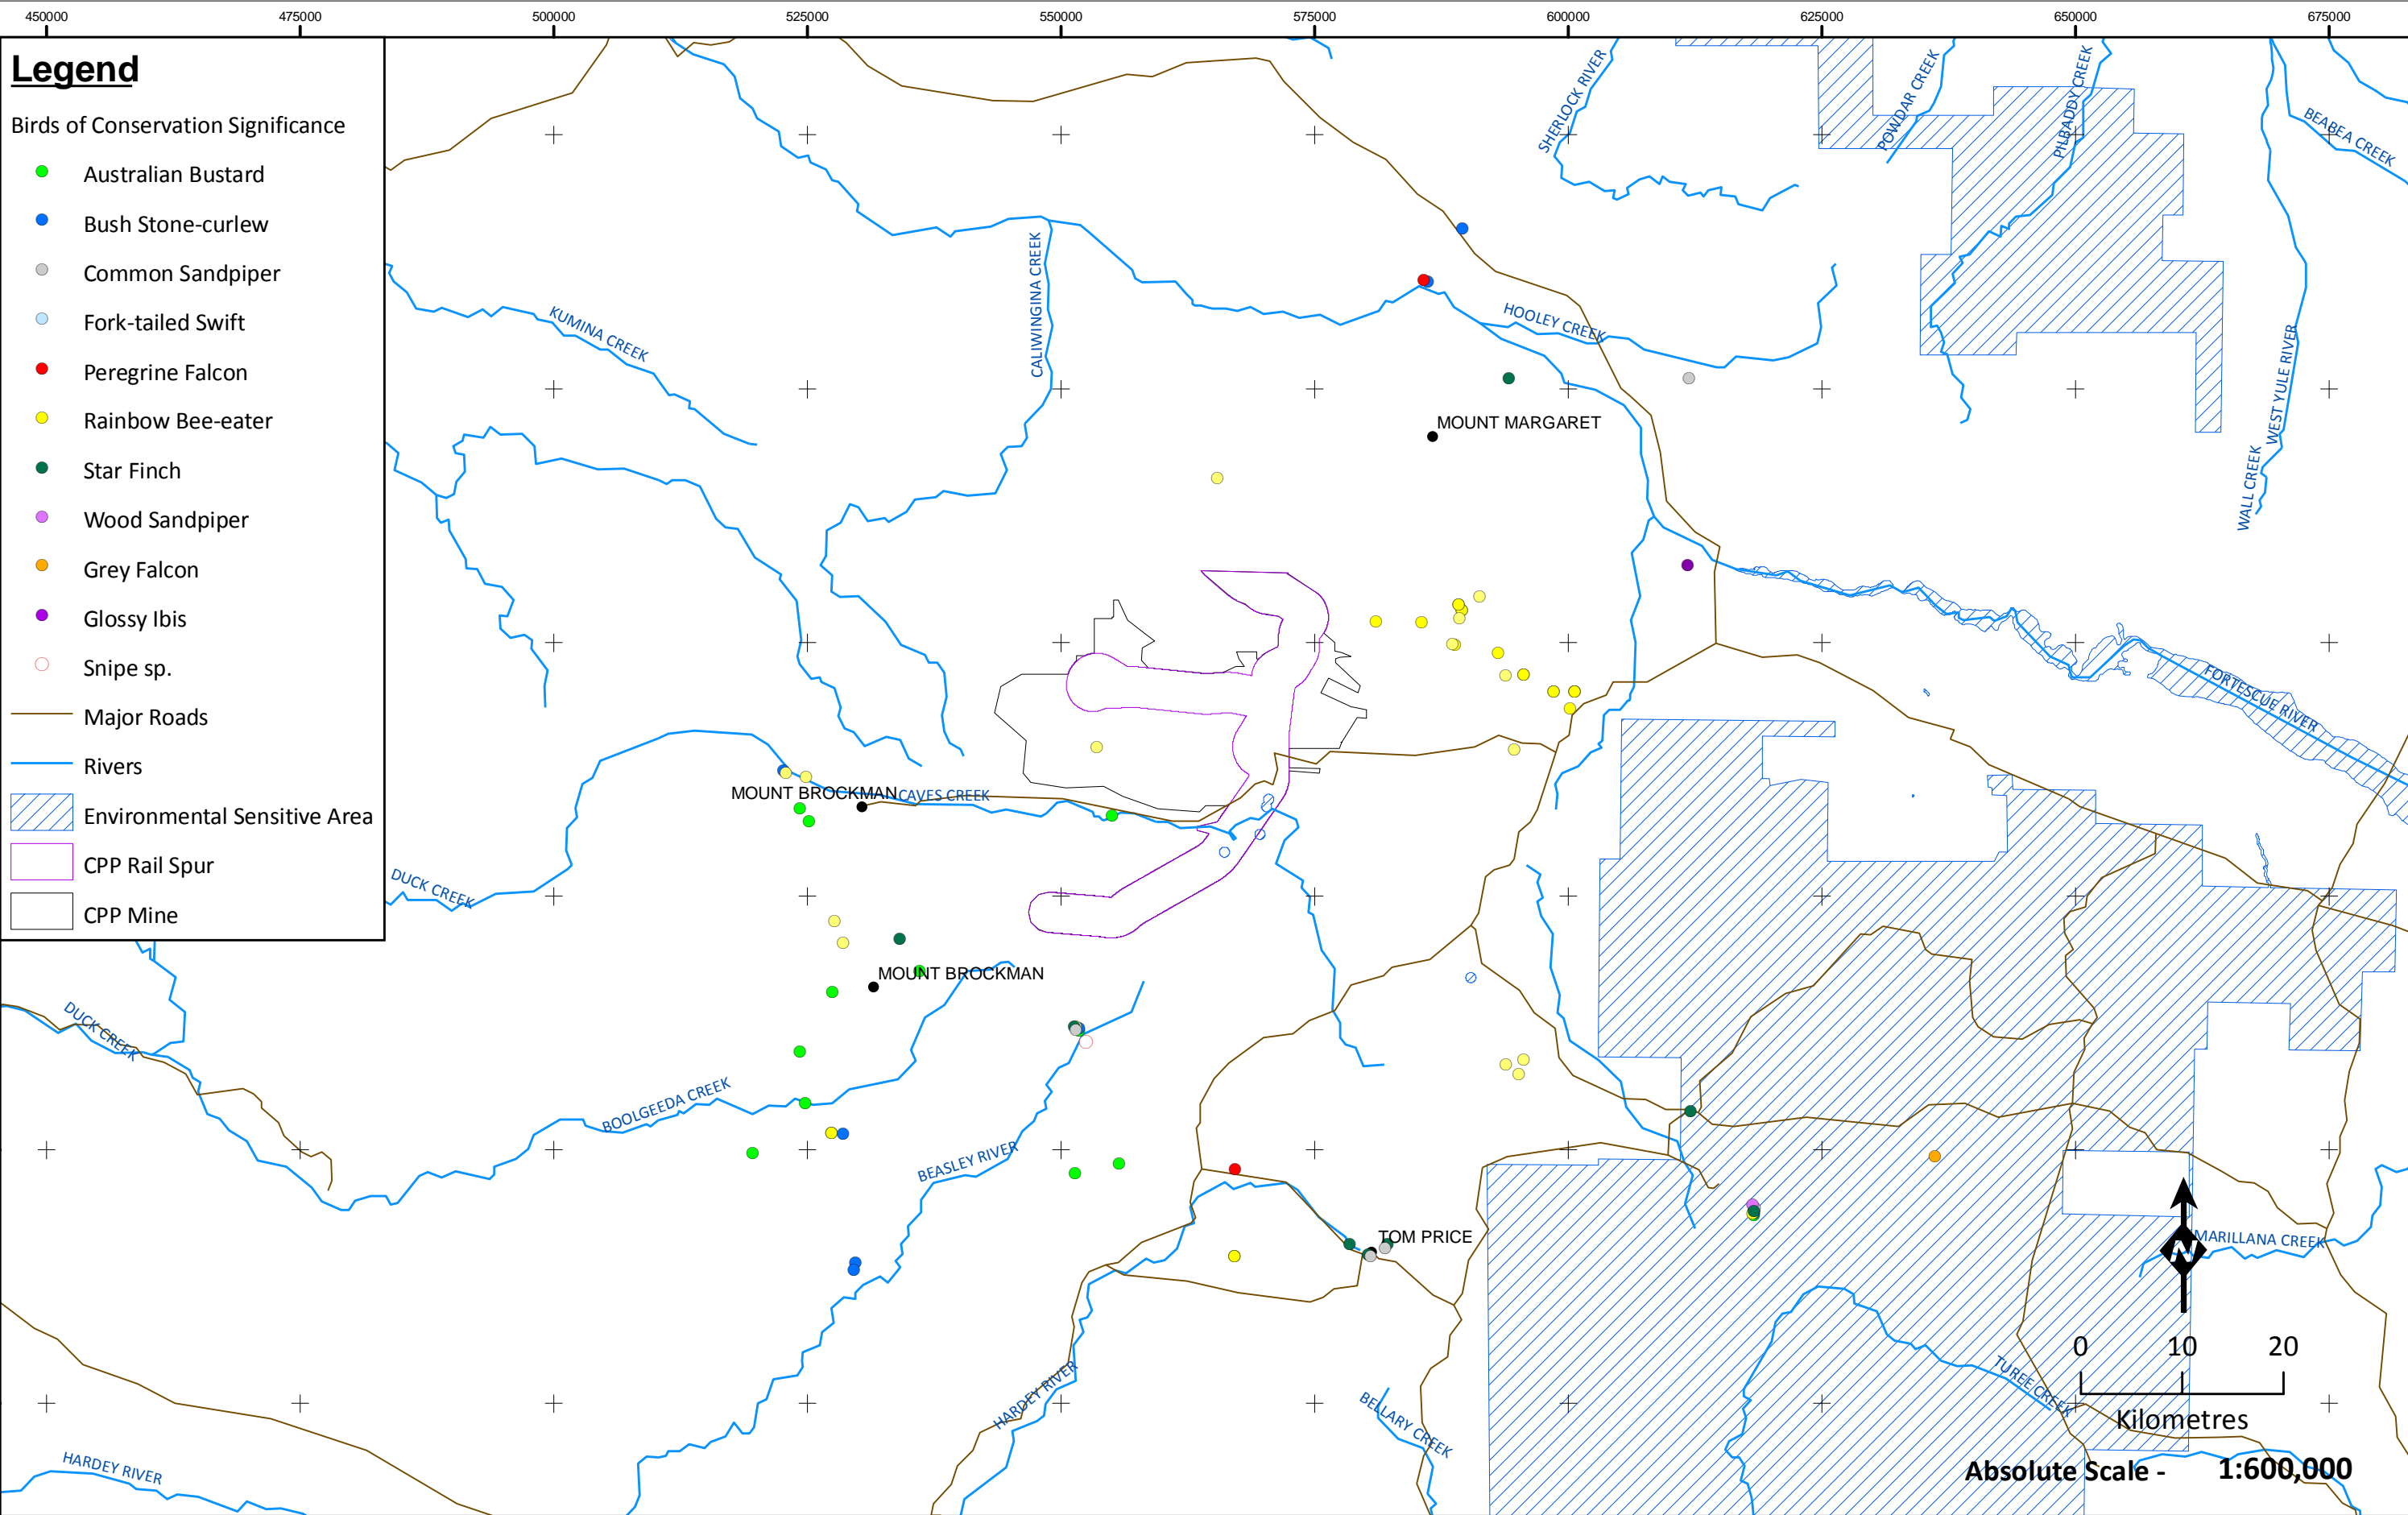 450000 475000 500000 525000 550000 575000 600000 625000 650000 675000
Legend
Birds of Conservation Significance
Australian Bustard
Bush Stone-curlew
Common Sandpiper
Fork-tailed Swift
Peregrine Falcon
Rainbow Bee-eater
Star Finch
Wood Sandpiper
Grey Falcon
Glossy Ibis
Snipe sp.
Major Roads
Rivers
Environmental Sensitive Area
CPP Rail Spur
CPP Mine
SHERLOCK RIVER
POWDAR CREEK
PILBADDY CREEK
BEABEA CREEK
CALIWINGINA CREEK
KUMINA CREEK
HOOLEY CREEK
WEST YULE RIVER
WALL CREEK
MOUNT MARGARET
FORTESCUE RIVER
MOUNT BROCKMAN
CAVES CREEK
DUCK CREEK
MOUNT BROCKMAN
DUCK CREEK
BOOLGEEDA CREEK
BEASLEY RIVER
TOM PRICE
N
MARILLANA CREEK
HARDEY RIVER
BELLARY CREEK
TUREE CREEK
HARDEY RIVER
0 10 20
Kilometres
Absolute Scale - 1:600,000